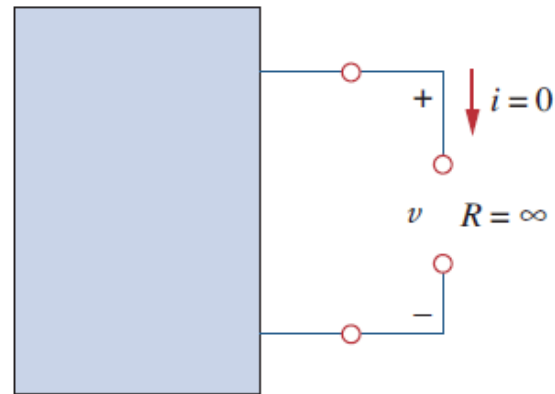 +
i = 0
v
R = ∞
−